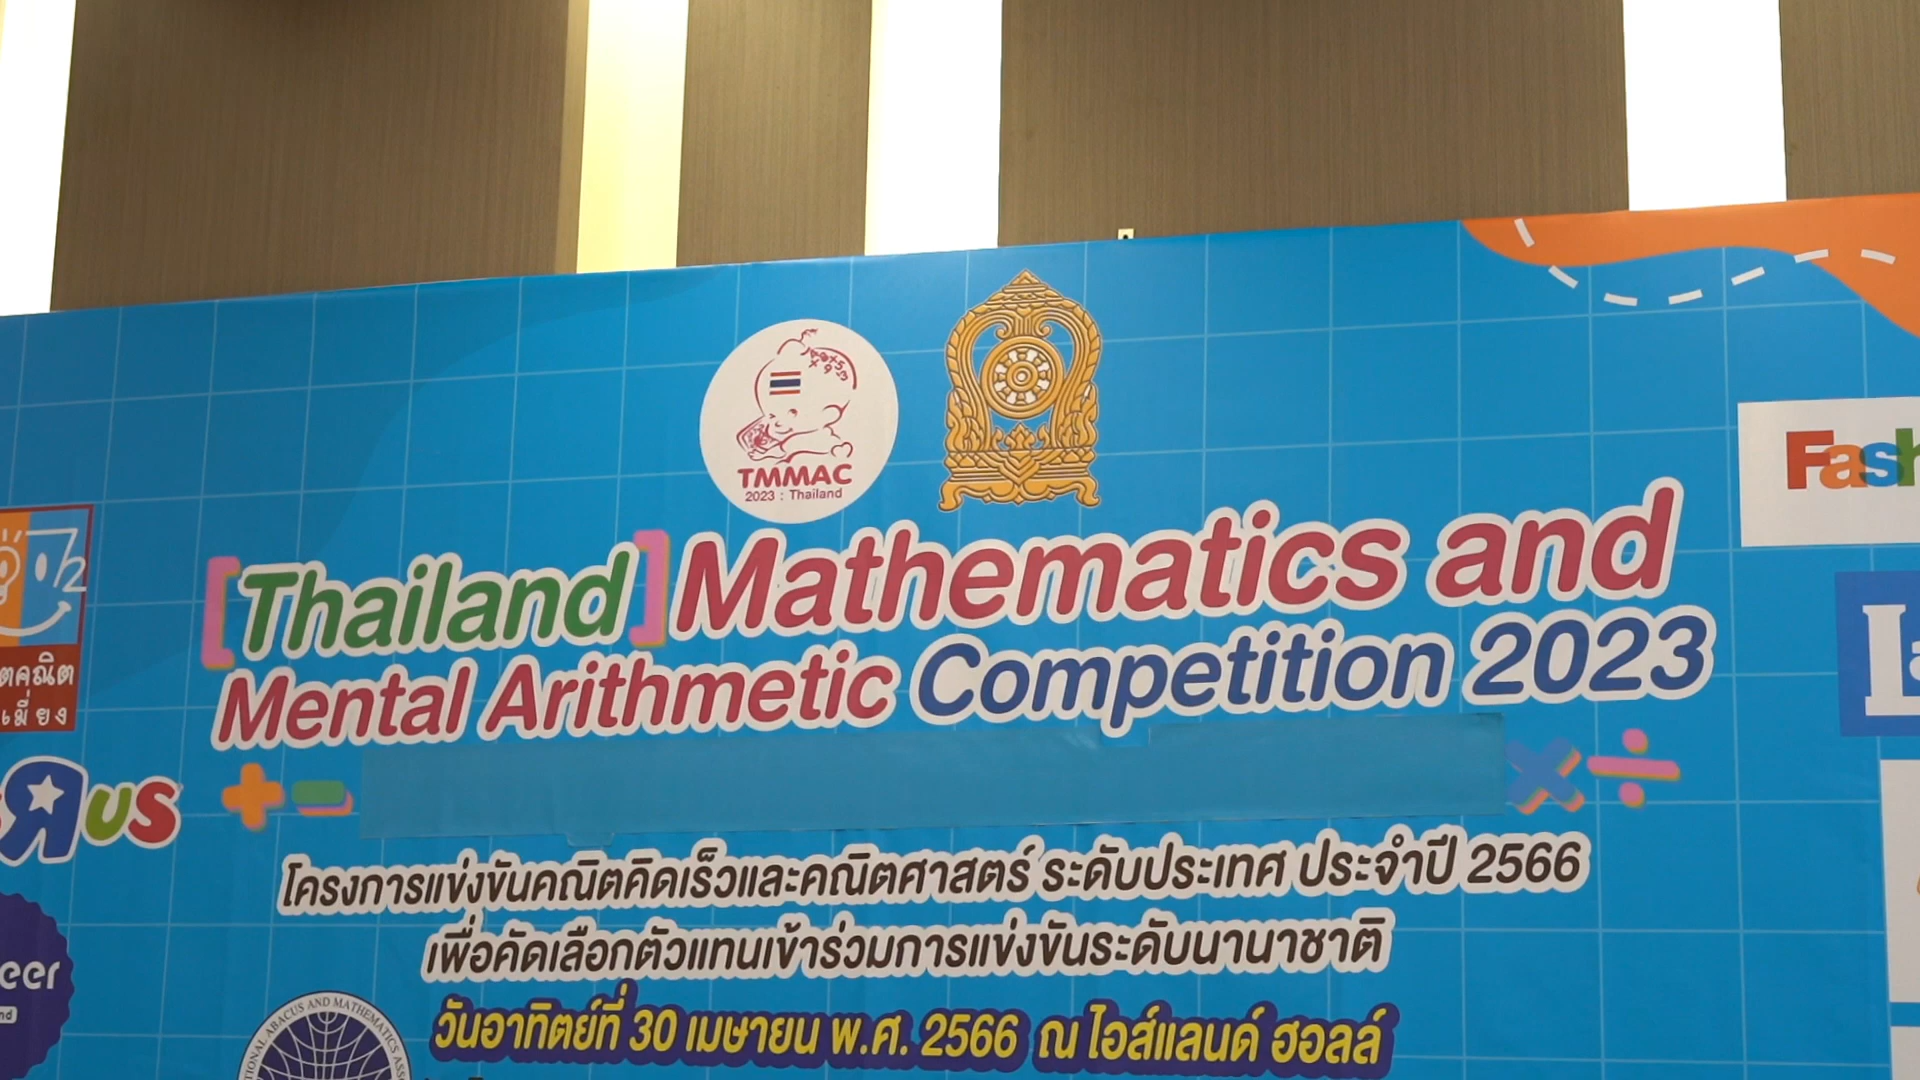 TMMAC
2023 : Thailand
[Thailand] Mathematics and
Mental Arithmetic Competition 2023
โครงการแข่งขันคณิตคิดเร็วและคณิตศาสตร์ ระดับประเทศ ประจำปี 2566
เพื่อคัดเลือกตัวแทนเข้าร่วมการแข่งขันระดับนานาชาติ
วันอาทิตย์ที่ 30 เมษายน พ.ศ. 2566 ณ ไอส์แลนด์ ฮอลล์
ABACUS AND MATHEMATICS
R US
Fash
La